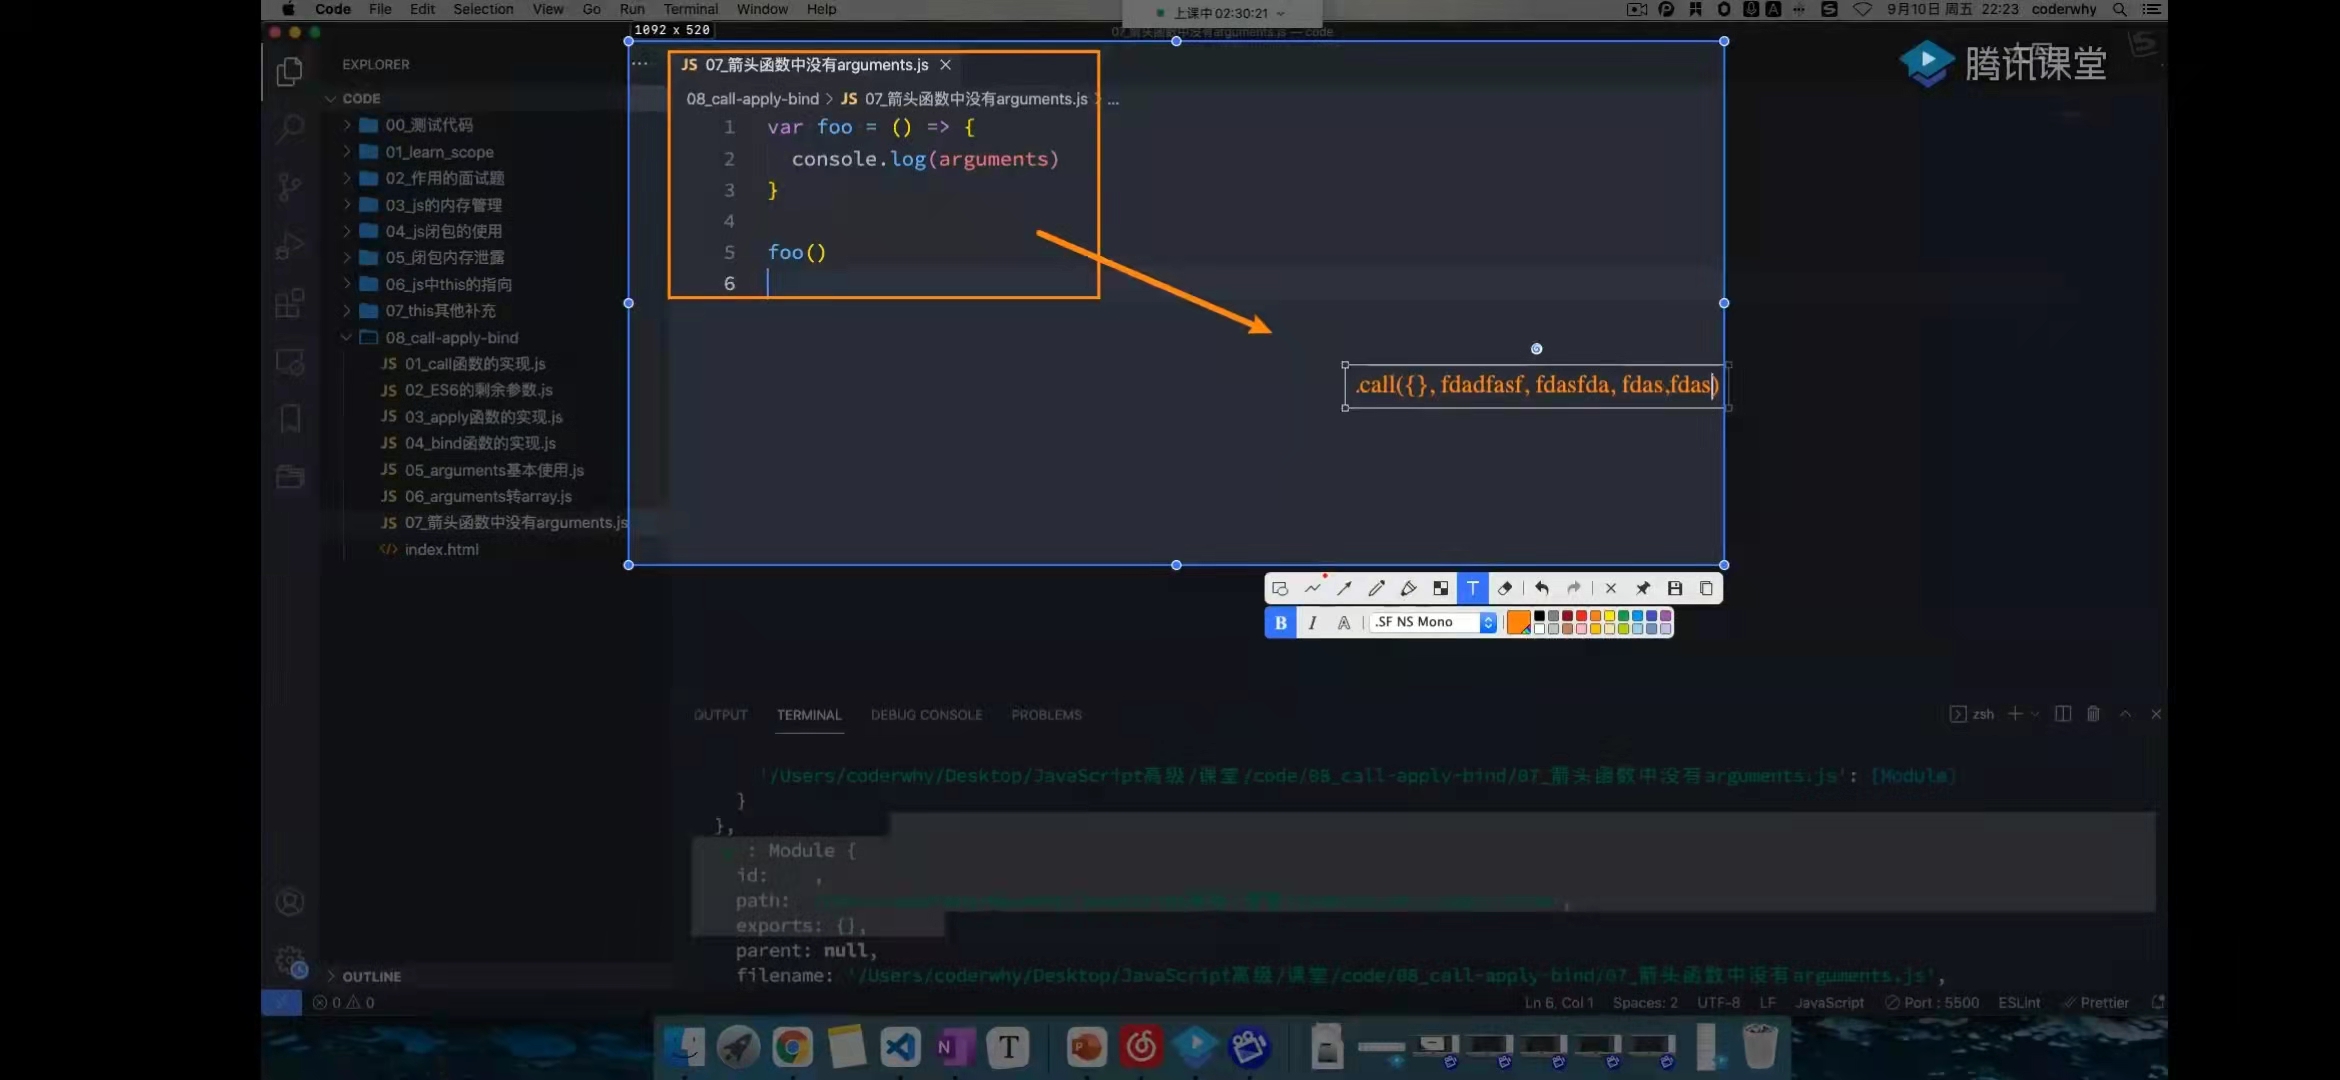 Code File Edit Selection View Go Run Terminal Window Help
上课中 02:30:21
9月10日 周五 22:23 coderwhy
07_箭头函数中没有arguments.js — code
1092 x 520
腾讯课堂
EXPLORER
CODE
00_测试代码
01_learn_scope
02_作用的面试题
03_js的内存管理
04_js闭包的使用
05_闭包内存泄露
06_js中this的指向
07_this其他补充
08_call-apply-bind
JS 01_call函数的实现.js
JS 02_ES6的剩余参数.js
JS 03_apply函数的实现.js
JS 04_bind函数的实现.js
JS 05_arguments基本使用.js
JS 06_arguments转array.js
JS 07_箭头函数中没有arguments.js
index.html
OUTLINE
JS 07_箭头函数中没有arguments.js
08_call-apply-bind > JS 07_箭头函数中没有arguments.js > ...
1 var foo = () => {
2 console.log(arguments)
3 }
4
5 foo()
6
.call({}, fdadfasf, fdasfda, fdas,fdas)
T
B I A .SF NS Mono
OUTPUT TERMINAL DEBUG CONSOLE PROBLEMS
zsh
'/Users/coderwhy/Desktop/JavaScript高级/课堂/code/08_call-apply-bind/07_箭头函数中没有arguments.js': [Module]
}
},
: Module {
id: ,
path: ,
exports: {},
parent: null,
filename: '/Users/coderwhy/Desktop/JavaScript高级/课堂/code/08_call-apply-bind/07_箭头函数中没有arguments.js',
0 0
Ln 6, Col 1 Spaces: 2 UTF-8 LF JavaScript Port : 5500 ESLint Prettier
N T P